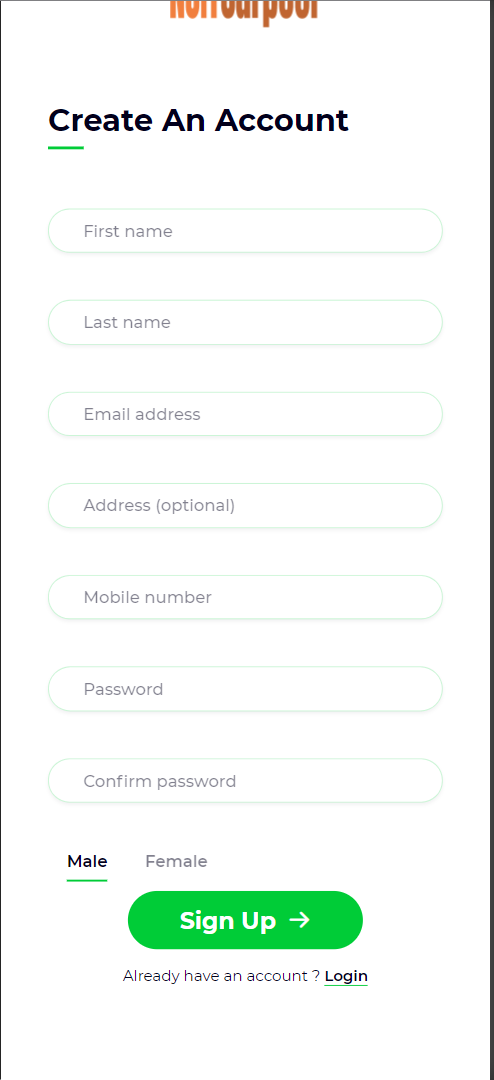 Create An Account
First name
Last name
Email address
Address (optional)
Mobile number
Password
Confirm password
Male Female
Sign Up →
Already have an account ? Login